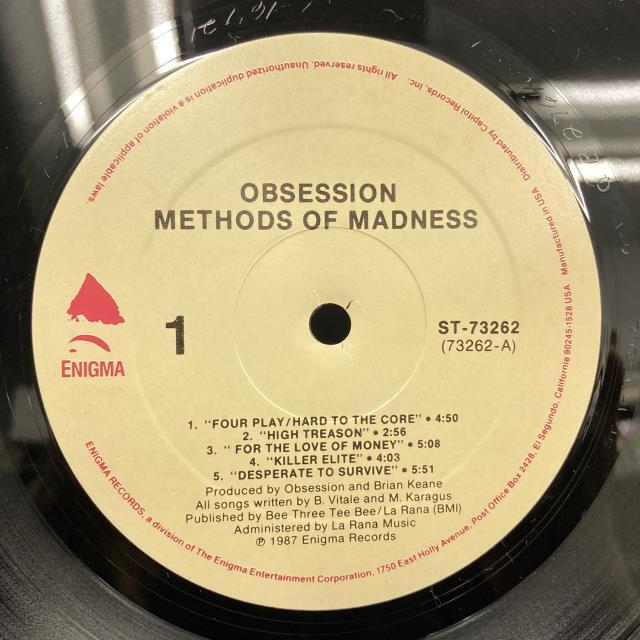 OBSESSION
METHODS OF MADNESS
ENIGMA
1
ST-73262
(73262-A)
1. "FOUR PLAY/HARD TO THE CORE" • 4:50
2. "HIGH TREASON" • 2:56
3. "FOR THE LOVE OF MONEY" • 5:08
4. "KILLER ELITE" • 4:03
5. "DESPERATE TO SURVIVE" • 5:51
Produced by Obsession and Brian Keane
All songs written by B. Vitale and M. Karagus
Published by Bee Three Tee Bee/La Rana (BMI)
Administered by La Rana Music
℗ 1987 Enigma Records
ENIGMA RECORDS, a division of The Enigma Entertainment Corporation, 1750 East Holly Avenue, Post Office Box 2428, El Segundo, California 90245-1528 USA
Manufactured in USA. Distributed by Capitol Records, Inc. All rights reserved. Unauthorized duplication is a violation of applicable laws.